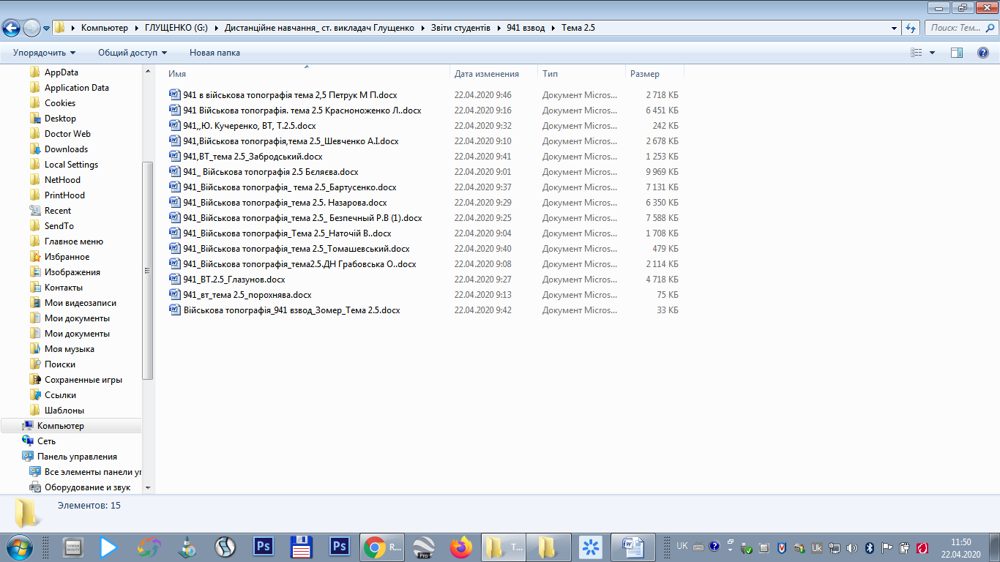 Компьютер ГЛУЩЕНКО (G:) Дистанційне навчання_ ст. викладач Глущенко Звіти студентів 941 взвод Тема 2.5
Поиск: Тем...
Упорядочить Общий доступ Новая папка
AppData
Application Data
Cookies
Desktop
Doctor Web
Downloads
Local Settings
NetHood
PrintHood
Recent
SendTo
Главное меню
Избранное
Изображения
Контакты
Мои видеозаписи
Мои документы
Мои документы
Моя музыка
Поиски
Сохраненные игры
Ссылки
Шаблоны
Компьютер
Сеть
Панель управления
Все элементы панели уг
Оборудование и звук
Имя Дата изменения Тип Размер
941 в військова топографія тема 2,5 Петрук М П.docx 22.04.2020 9:46 Документ Micros... 2 718 КБ
941 Військова топографія. тема 2.5 Красноноженко Л..docx 22.04.2020 9:16 Документ Micros... 6 451 КБ
941,,Ю. Кучеренко, ВТ, Т.2.5.docx 22.04.2020 9:32 Документ Micros... 242 КБ
941,Військова топографія,тема 2.5_Шевченко А.І.docx 22.04.2020 9:10 Документ Micros... 2 678 КБ
941,ВТ_тема 2.5_Забродський.docx 22.04.2020 9:41 Документ Micros... 1 253 КБ
941_ Військова топографія 2.5 Бєляєва.docx 22.04.2020 9:01 Документ Micros... 9 969 КБ
941_Військова топографія_ тема 2.5_Бартусенко.docx 22.04.2020 9:37 Документ Micros... 7 131 КБ
941_Військова топографія_тема 2.5. Назарова.docx 22.04.2020 9:29 Документ Micros... 6 350 КБ
941_Військова топографія_тема 2.5_ Безпечный Р.В (1).docx 22.04.2020 9:25 Документ Micros... 7 588 КБ
941_Військова топографія_Тема 2.5_Наточій В..docx 22.04.2020 9:04 Документ Micros... 1 708 КБ
941_Військова топографія_тема 2.5_Томашевський.docx 22.04.2020 9:40 Документ Micros... 479 КБ
941_Військова топографія_тема2.5.ДН Грабовська О..docx 22.04.2020 9:08 Документ Micros... 2 114 КБ
941_ВТ.2.5_Глазунов.docx 22.04.2020 9:27 Документ Micros... 4 718 КБ
941_вт_тема 2.5_порохнява.docx 22.04.2020 9:13 Документ Micros... 75 КБ
Військова топографія_941 взвод_Зомер_Тема 2.5.docx 22.04.2020 9:42 Документ Micros... 33 КБ
Элементов: 15
Ps Ps R... Pro T... UK Uk
11:50
22.04.2020